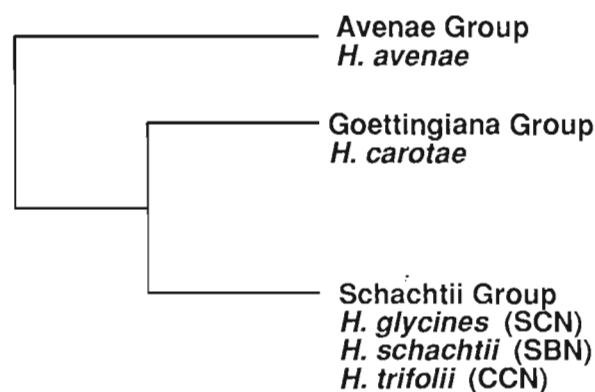 Avenae Group
H. avenae
Goettingiana Group
H. carotae
Schachtii Group
H. glycines (SCN)
H. schachtii (SBN)
H. trifolii (CCN)